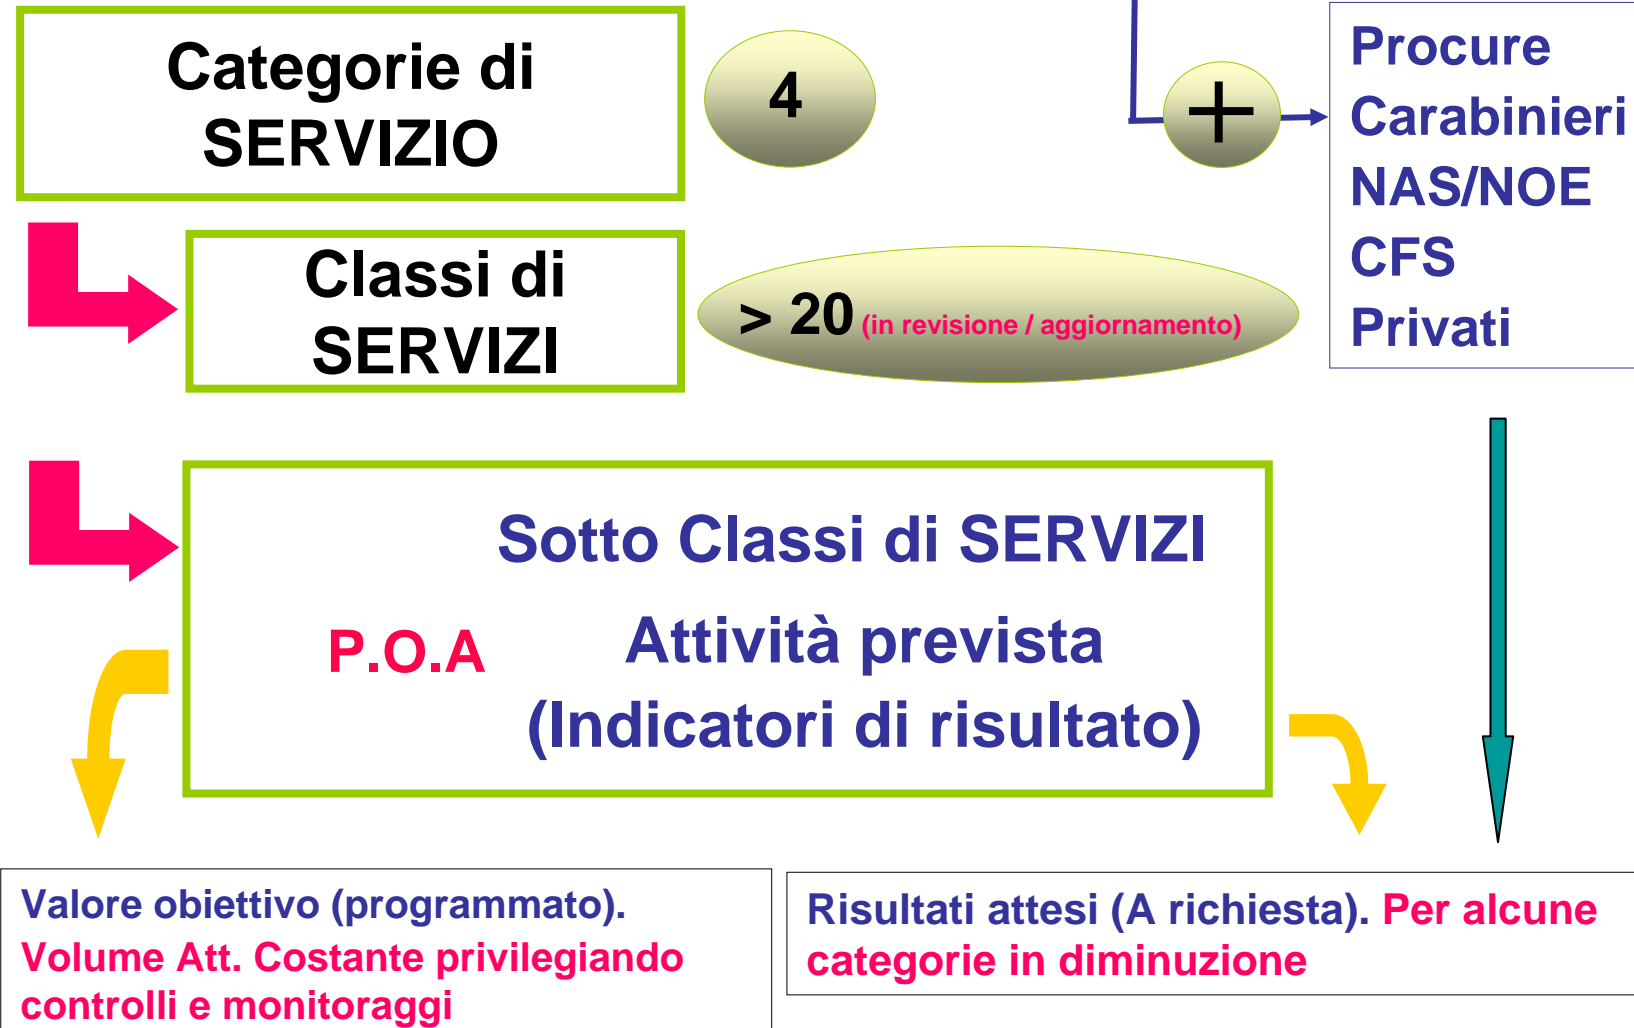 Categorie di
SERVIZIO
4
+
Procure
Carabinieri
NAS/NOE
CFS
Privati
Classi di
SERVIZI
> 20 (in revisione / aggiornamento)
Sotto Classi di SERVIZI
P.O.A
Attività prevista
(Indicatori di risultato)
Valore obiettivo (programmato).
Volume Att. Costante privilegiando
controlli e monitoraggi
Risultati attesi (A richiesta). Per alcune
categorie in diminuzione